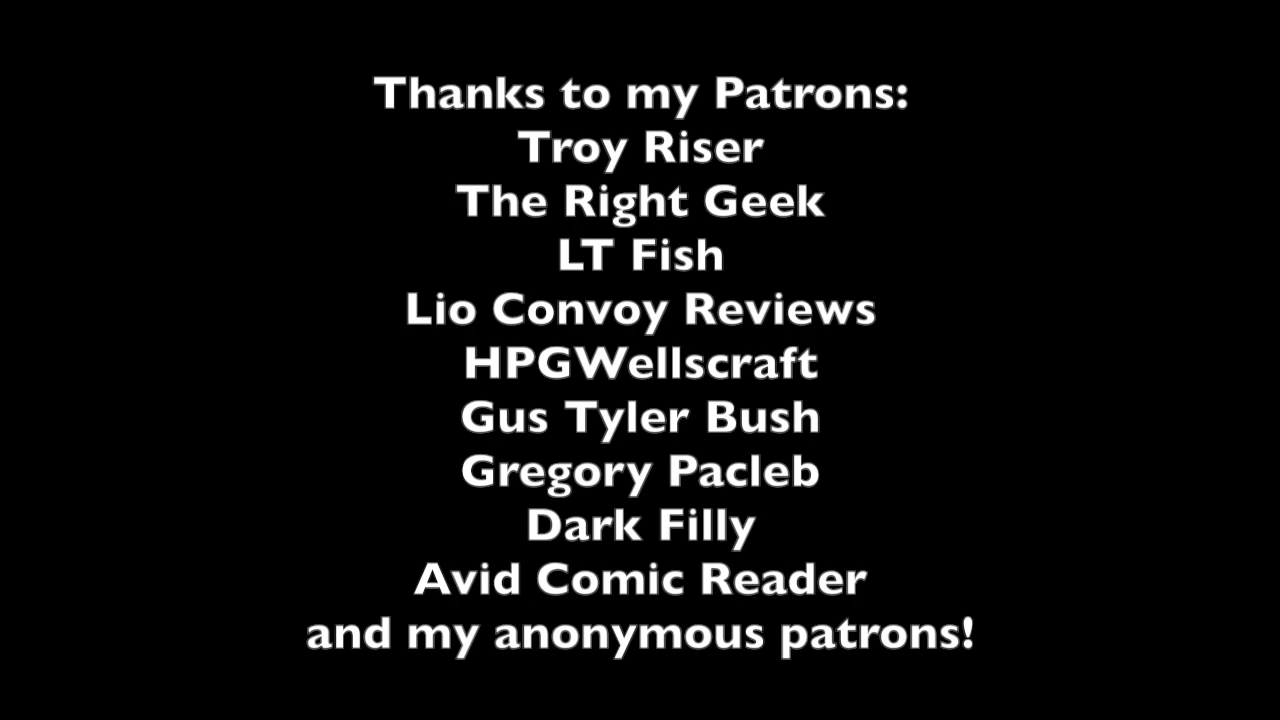 Thanks to my Patrons:
Troy Riser
The Right Geek
LT Fish
Lio Convoy Reviews
HPGWellscraft
Gus Tyler Bush
Gregory Pacleb
Dark Filly
Avid Comic Reader
and my anonymous patrons!